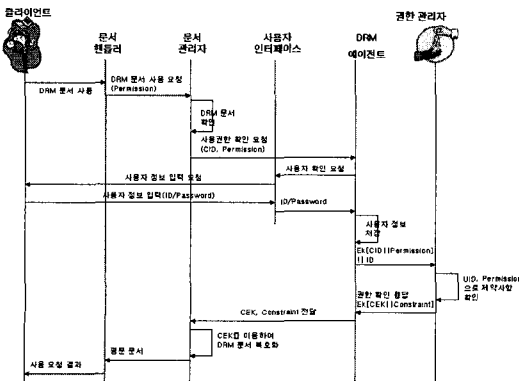 클라이언트
문서
핸들러
문서
관리자
사용자
인터페이스
DRM
에이전트
권한 관리자
DRM 문서 사용
DRM 문서 사용 요청
(Permission)
DRM 문서
확인
사용권한 확인 요청
(CID, Permission)
사용자 확인 요청
사용자 정보 입력 요청
사용자 정보 입력(ID/Password)
ID/Password
사용자 정보
저장
Ek[CID||Permission]
|| ID
UID, Permission
으로 제약사항
확인
권한 확인 응답
Ek[CEK||Constraint]
CEK, Constraint 전달
CEK를 이용하여
DRM 문서 복호화
평문 문서
사용 요청 결과